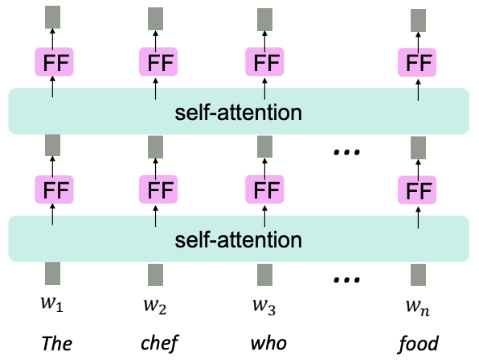 FF FF FF FF
self-attention
...
FF FF FF FF
self-attention
...
w1 w2 w3 wn
The chef who food